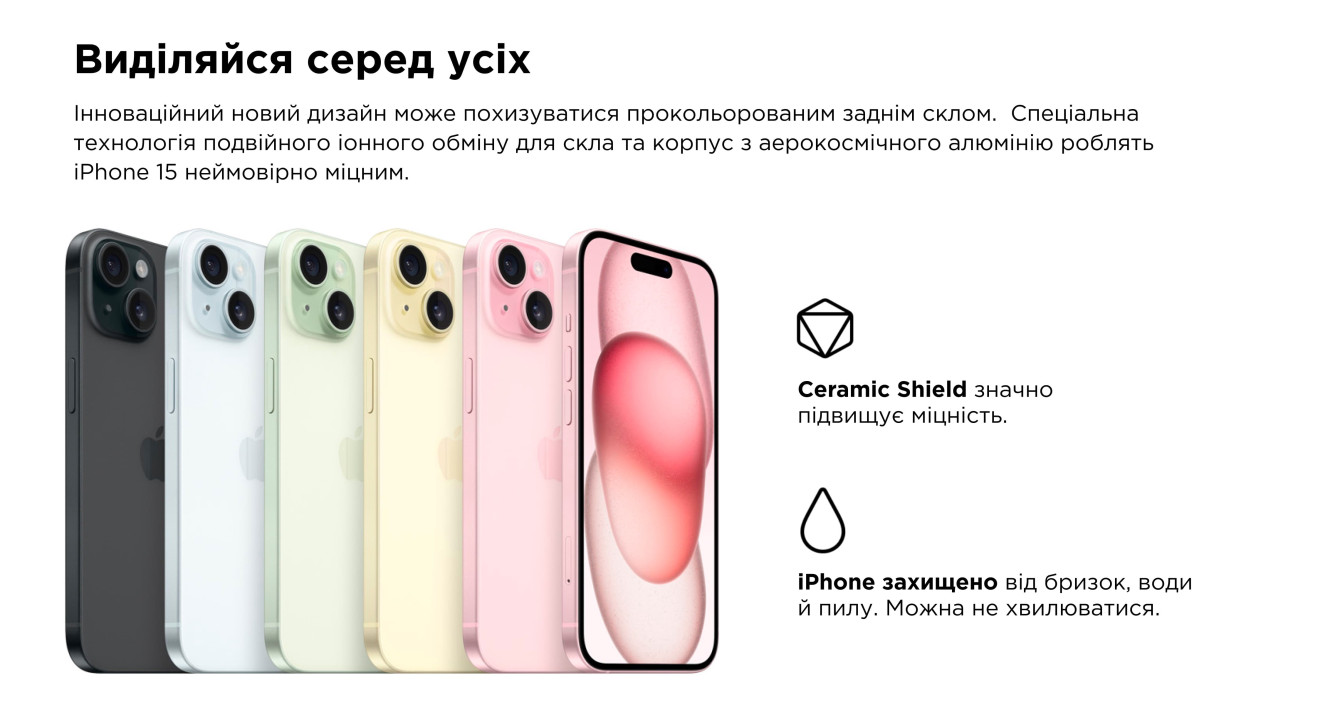 Виділяйся серед усіх
Інноваційний новий дизайн може похизуватися прокольорованим заднім склом.  Спеціальна
технологія подвійного іонного обміну для скла та корпус з аерокосмічного алюмінію роблять
iPhone 15 неймовірно міцним.
Ceramic Shield значно
підвищує міцність.
iPhone захищено від бризок, води
й пилу. Можна не хвилюватися.